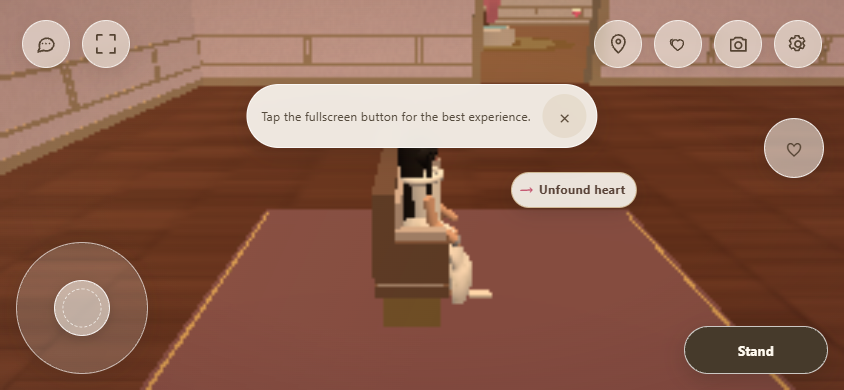 Tap the fullscreen button for the best experience.
Unfound heart
Stand